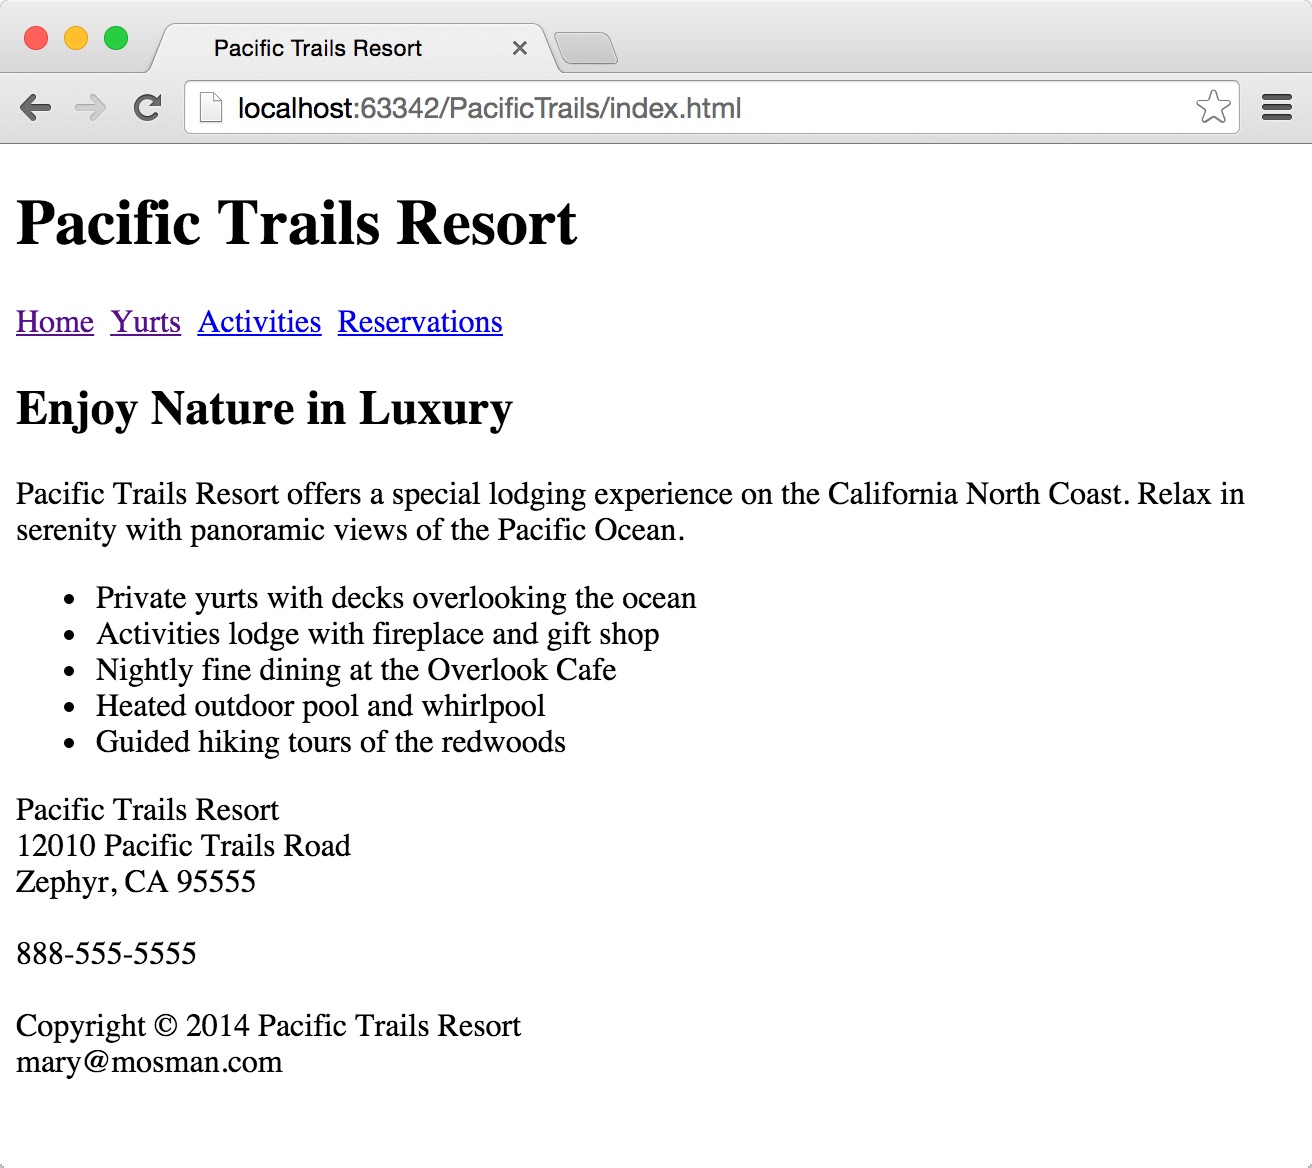 Pacific Trails Resort
localhost:63342/PacificTrails/index.html
Pacific Trails Resort
Home Yurts Activities Reservations
Enjoy Nature in Luxury
Pacific Trails Resort offers a special lodging experience on the California North Coast. Relax in
serenity with panoramic views of the Pacific Ocean.
• Private yurts with decks overlooking the ocean
• Activities lodge with fireplace and gift shop
• Nightly fine dining at the Overlook Cafe
• Heated outdoor pool and whirlpool
• Guided hiking tours of the redwoods
Pacific Trails Resort
12010 Pacific Trails Road
Zephyr, CA 95555
888-555-5555
Copyright © 2014 Pacific Trails Resort
mary@mosman.com